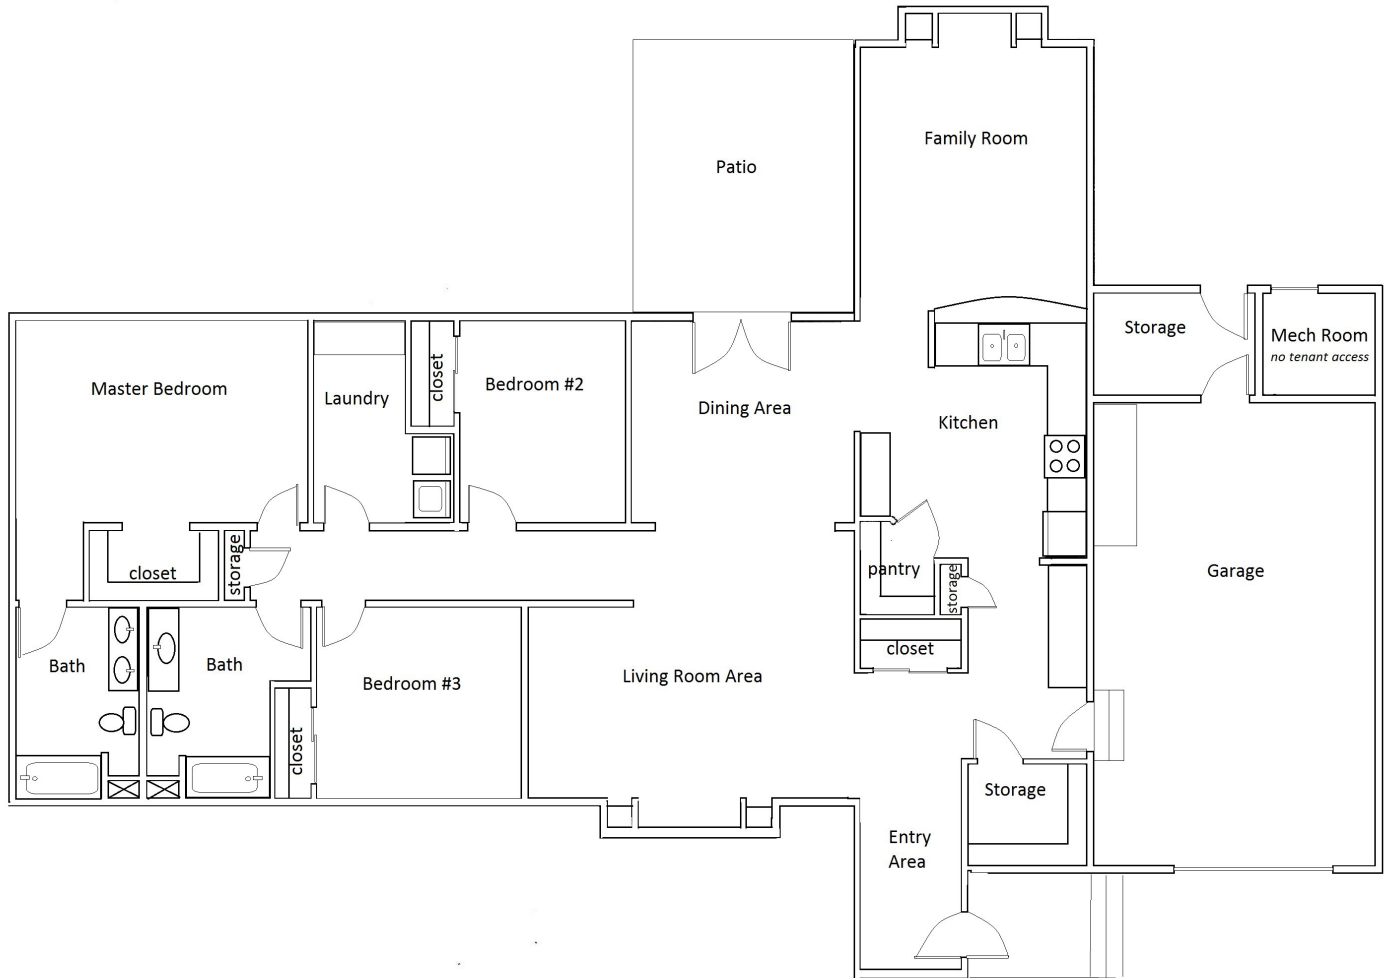 Family Room
Patio
Storage
Mech Room
no tenant access
Master Bedroom
Laundry
closet
Bedroom #2
Dining Area
Kitchen
closet
storage
pantry
storage
Garage
closet
Bath
Bath
Bedroom #3
Living Room Area
closet
Storage
Entry
Area